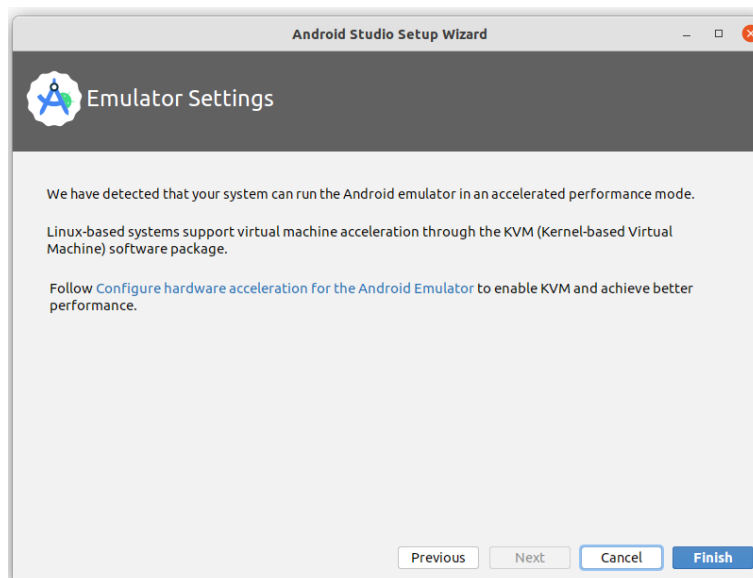 Android Studio Setup Wizard
Emulator Settings
We have detected that your system can run the Android emulator in an accelerated performance mode.
Linux-based systems support virtual machine acceleration through the KVM (Kernel-based Virtual
Machine) software package.
Follow Configure hardware acceleration for the Android Emulator to enable KVM and achieve better
performance.
Previous Next Cancel Finish